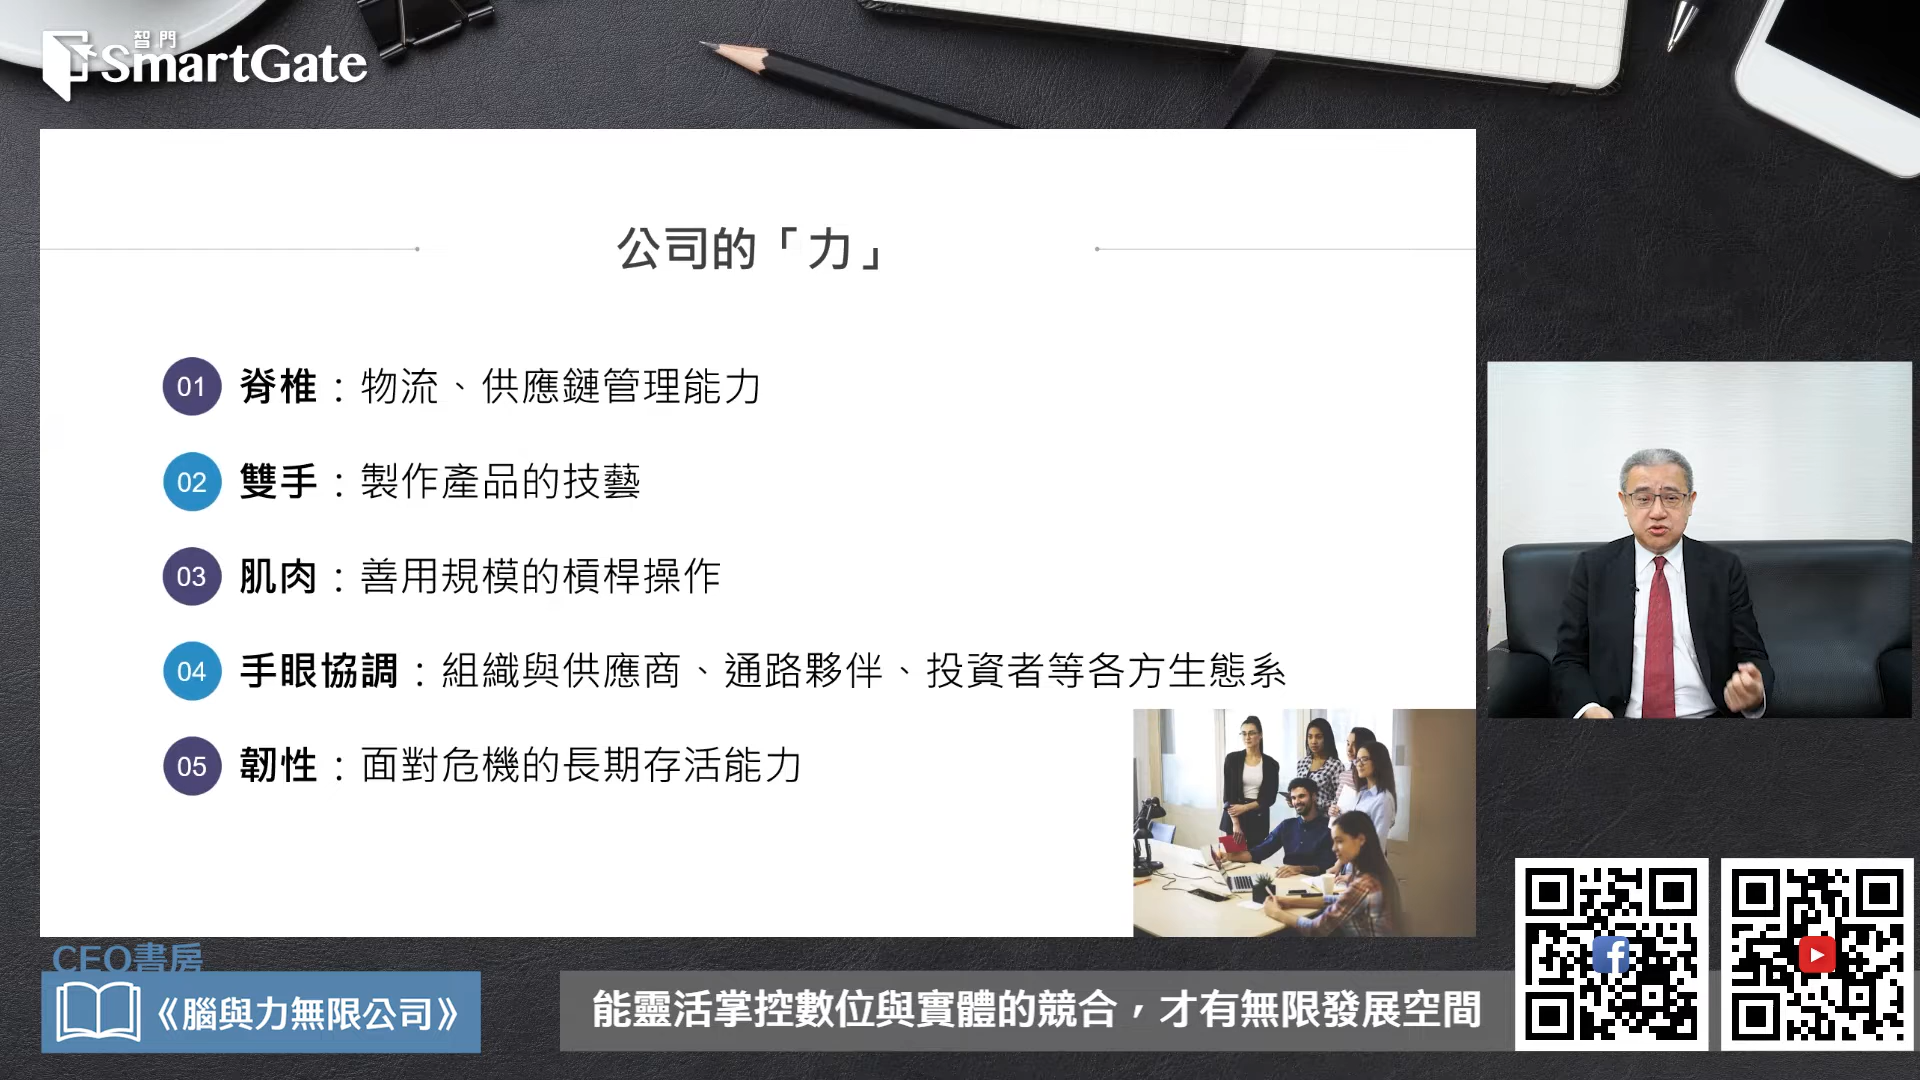 智門
SmartGate
公司的「力」
01 脊椎：物流、供應鏈管理能力
02 雙手：製作產品的技藝
03 肌肉：善用規模的槓桿操作
04 手眼協調：組織與供應商、通路夥伴、投資者等各方生態系
05 韌性：面對危機的長期存活能力
CEO書房
《腦與力無限公司》
能靈活掌控數位與實體的競合，才有無限發展空間